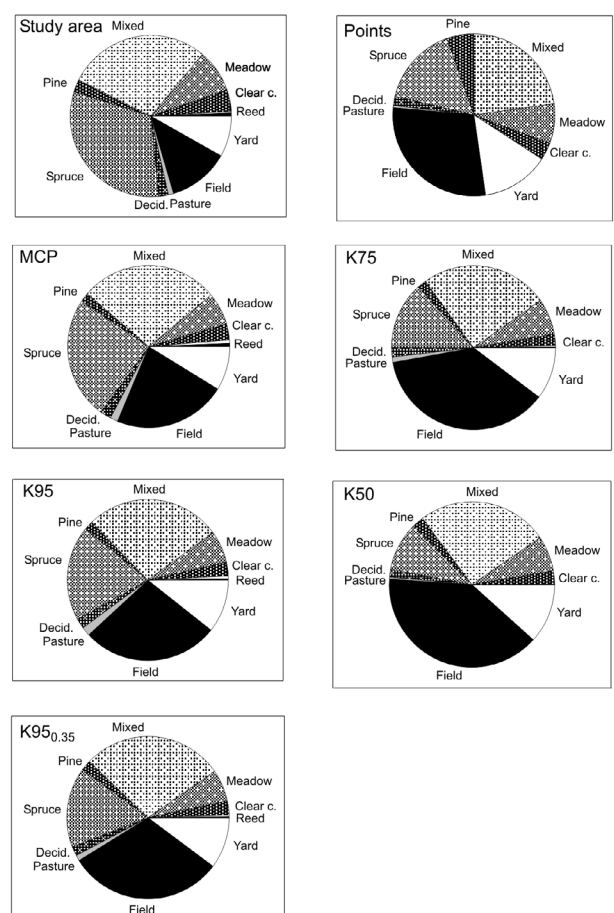 Study area
Mixed
Meadow
Clear c.
Reed
Yard
Field
Decid. Pasture
Spruce
Pine
Points
Pine
Mixed
Meadow
Clear c.
Yard
Field
Decid.
Pasture
Spruce
MCP
Mixed
Meadow
Clear c.
Reed
Yard
Field
Decid.
Pasture
Spruce
Pine
K75
Mixed
Meadow
Clear c.
Yard
Field
Decid.
Pasture
Spruce
Pine
K95
Mixed
Meadow
Clear c.
Reed
Yard
Field
Decid.
Pasture
Spruce
Pine
K50
Mixed
Meadow
Clear c.
Yard
Field
Decid.
Pasture
Spruce
Pine
K95 0.35
Mixed
Meadow
Clear c.
Reed
Yard
Field
Decid.
Pasture
Spruce
Pine